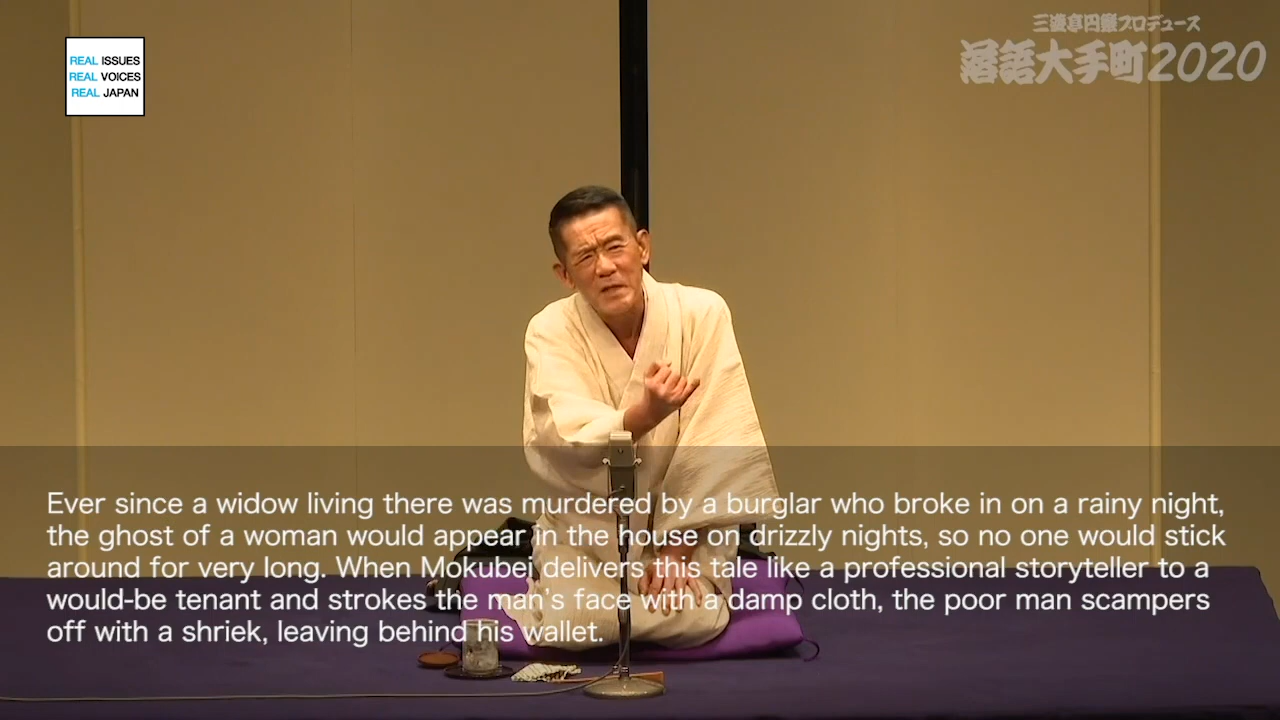 REAL ISSUES
REAL VOICES
REAL JAPAN
三遊亭円楽プロデュース
落語大手町2020
Ever since a widow living there was murdered by a burglar who broke in on a rainy night,
the ghost of a woman would appear in the house on drizzly nights, so no one would stick
around for very long. When Mokubei delivers this tale like a professional storyteller to a
would-be tenant and strokes the man's face with a damp cloth, the poor man scampers
off with a shriek, leaving behind his wallet.